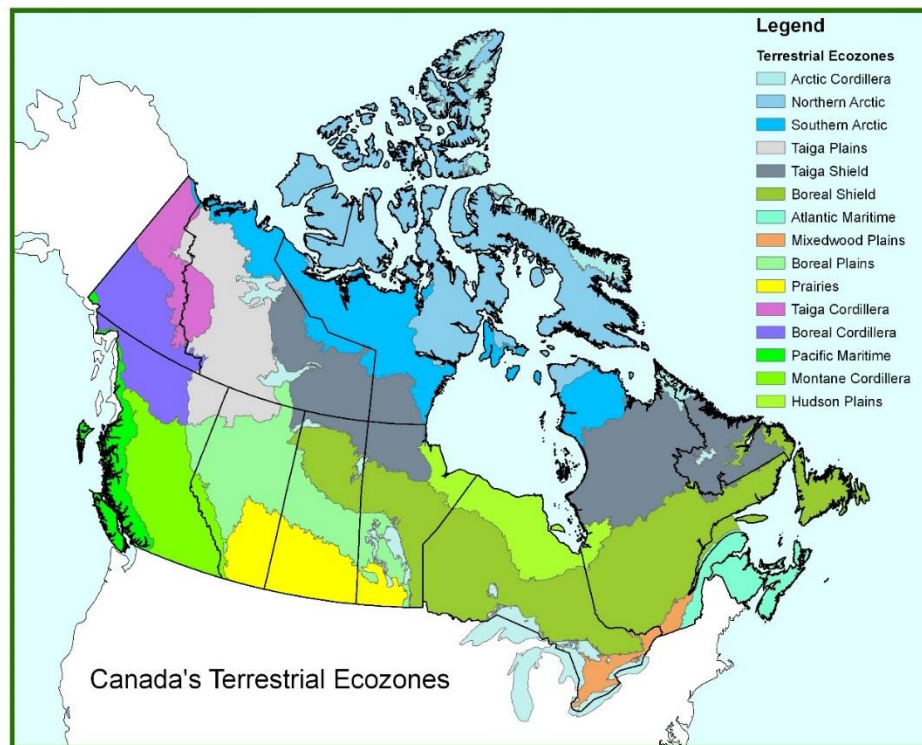 Legend
Terrestrial Ecozones
Arctic Cordillera
Northern Arctic
Southern Arctic
Taiga Plains
Taiga Shield
Boreal Shield
Atlantic Maritime
Mixedwood Plains
Boreal Plains
Prairies
Taiga Cordillera
Boreal Cordillera
Pacific Maritime
Montane Cordillera
Hudson Plains
Canada's Terrestrial Ecozones